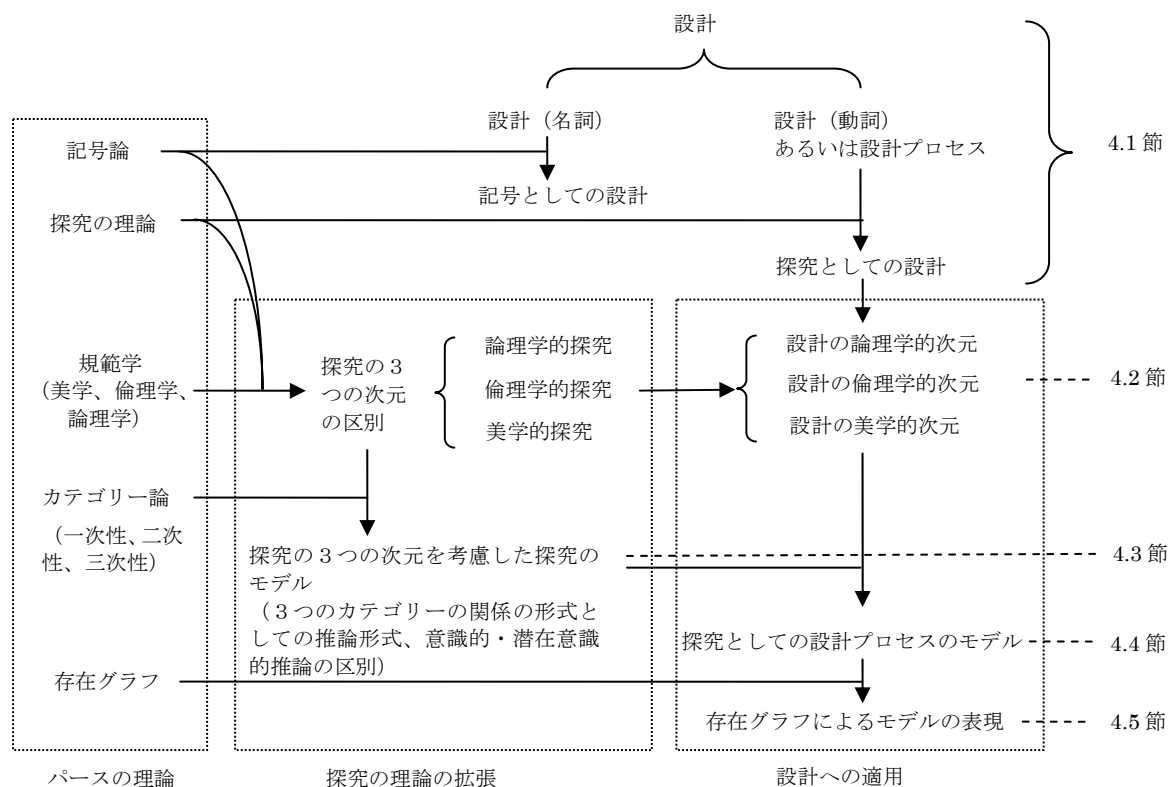 設計
設計（名詞）
設計（動詞）
あるいは設計プロセス
4.1 節
記号論
記号としての設計
探究の理論
探究としての設計
規範学
(美学、倫理学、
論理学)
探究の３
つの次元
の区別
論理学的探究
倫理学的探究
美学的探究
設計の論理学的次元
設計の倫理学的次元
設計の美学的次元
4.2 節
カテゴリー論
（一次性、二次
性、三次性）
探究の３つの次元を考慮した探究の
モデル
（３つのカテゴリーの関係の形式と
しての推論形式、意識的・潜在意識
的推論の区別）
4.3 節
探究としての設計プロセスのモデル
4.4 節
存在グラフ
存在グラフによるモデルの表現
4.5 節
パースの理論
探究の理論の拡張
設計への適用